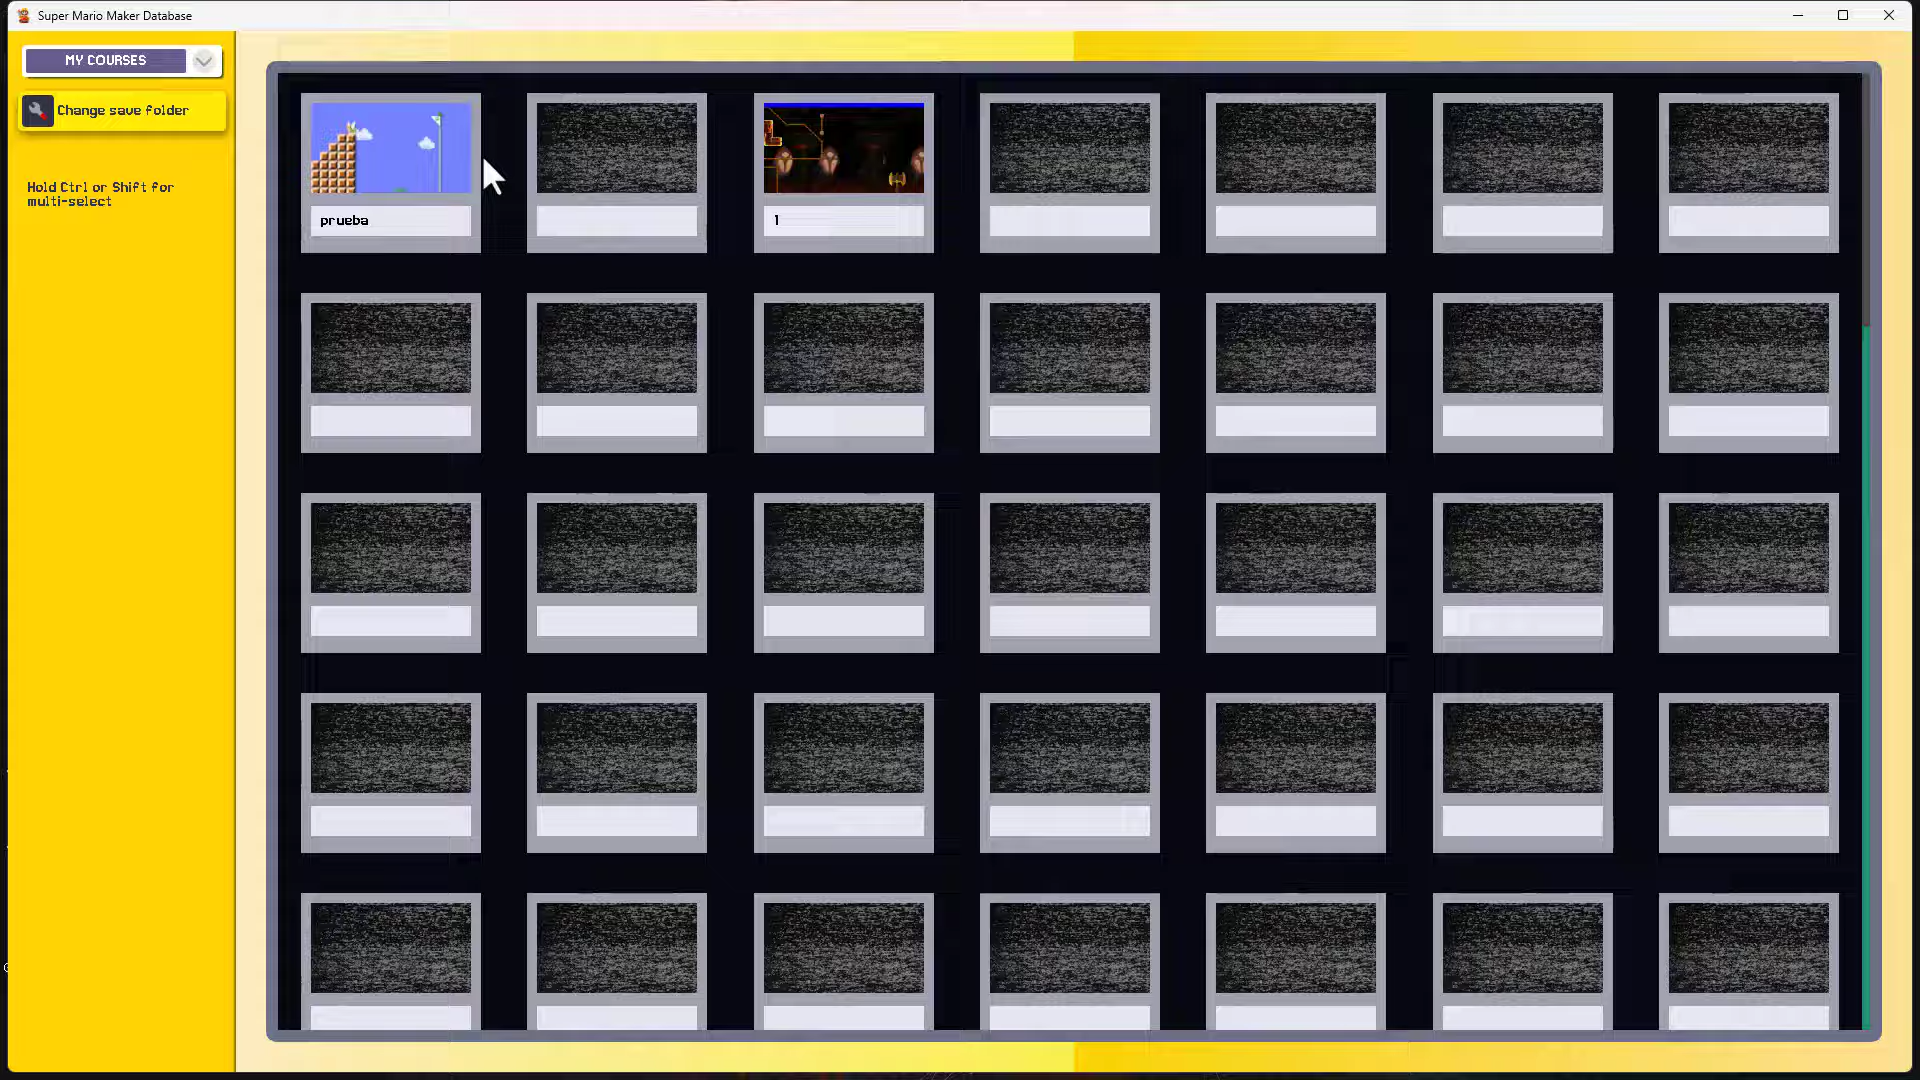 Super Mario Maker Database
MY COURSES
Change save folder
Hold Ctrl or Shift for
multi-select
prueba
1